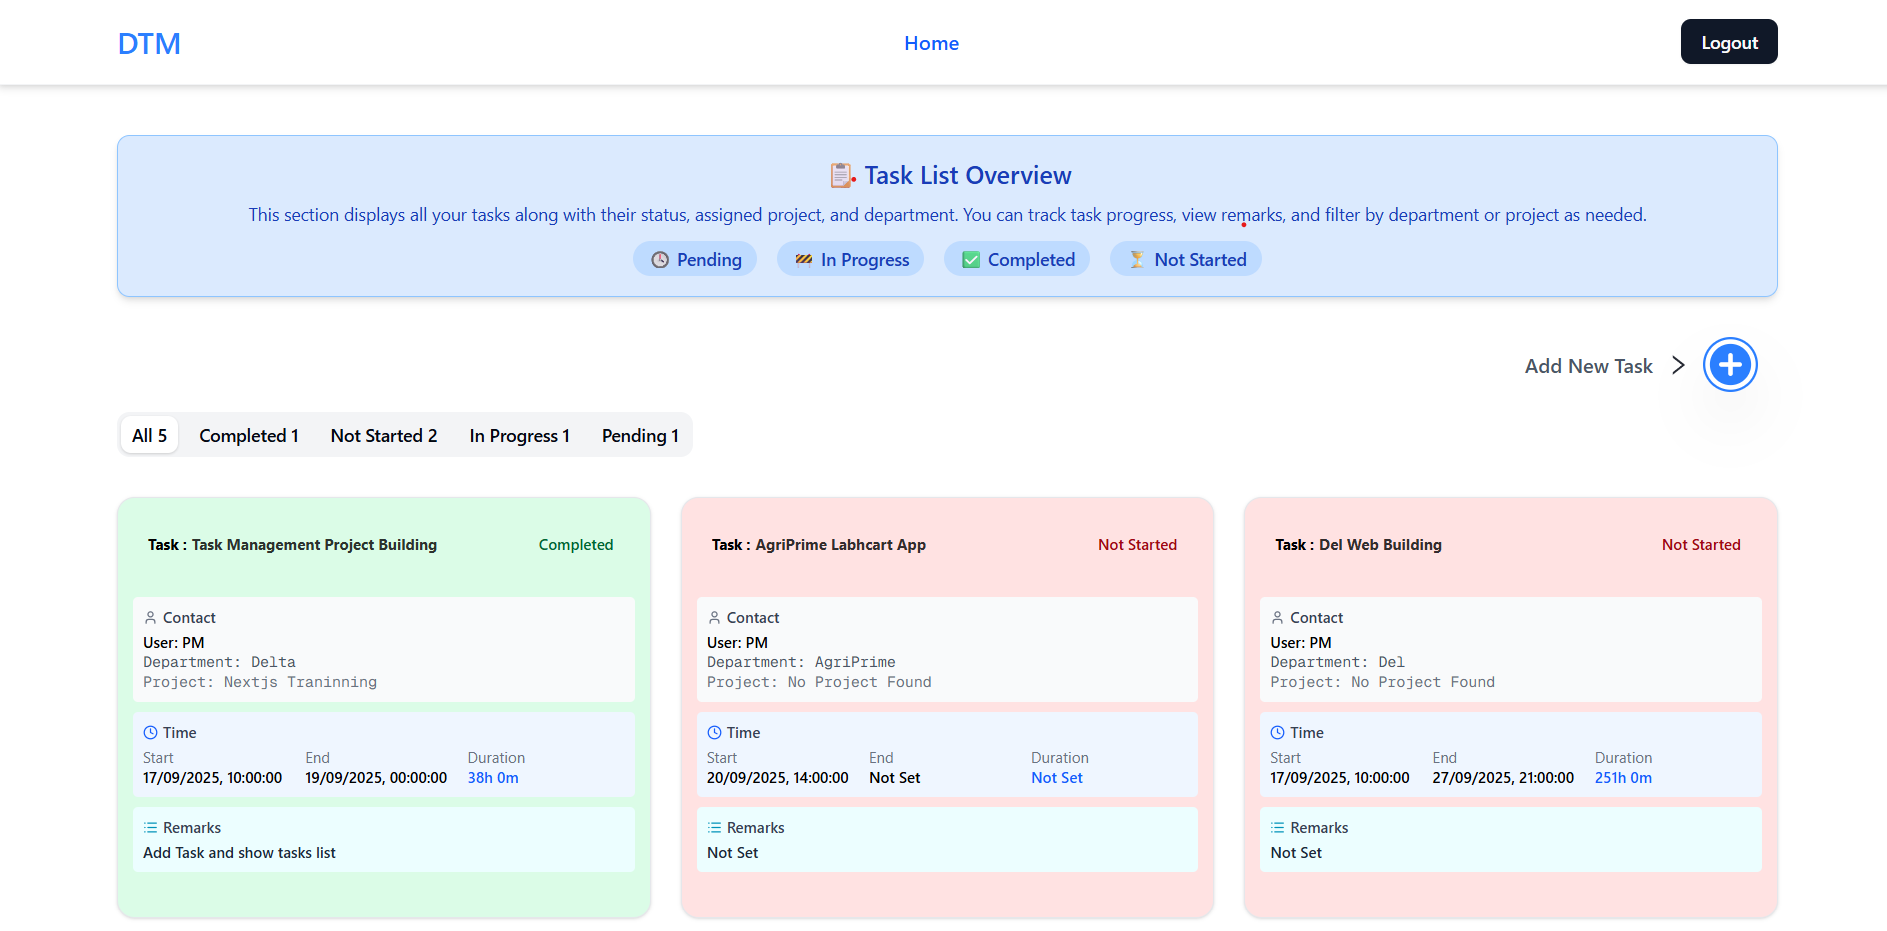 DTM
Home
Logout
Task List Overview
This section displays all your tasks along with their status, assigned project, and department. You can track task progress, view remarks, and filter by department or project as needed.
Pending
In Progress
Completed
Not Started
Add New Task
All 5
Completed 1
Not Started 2
In Progress 1
Pending 1
Task : Task Management Project Building
Completed
Contact
User: PM
Department: Delta
Project: Nextjs Traninning
Time
Start End Duration
17/09/2025, 10:00:00 19/09/2025, 00:00:00 38h 0m
Remarks
Add Task and show tasks list
Task : AgriPrime Labhcart App
Not Started
Contact
User: PM
Department: AgriPrime
Project: No Project Found
Time
Start End Duration
20/09/2025, 14:00:00 Not Set Not Set
Remarks
Not Set
Task : Del Web Building
Not Started
Contact
User: PM
Department: Del
Project: No Project Found
Time
Start End Duration
17/09/2025, 10:00:00 27/09/2025, 21:00:00 251h 0m
Remarks
Not Set